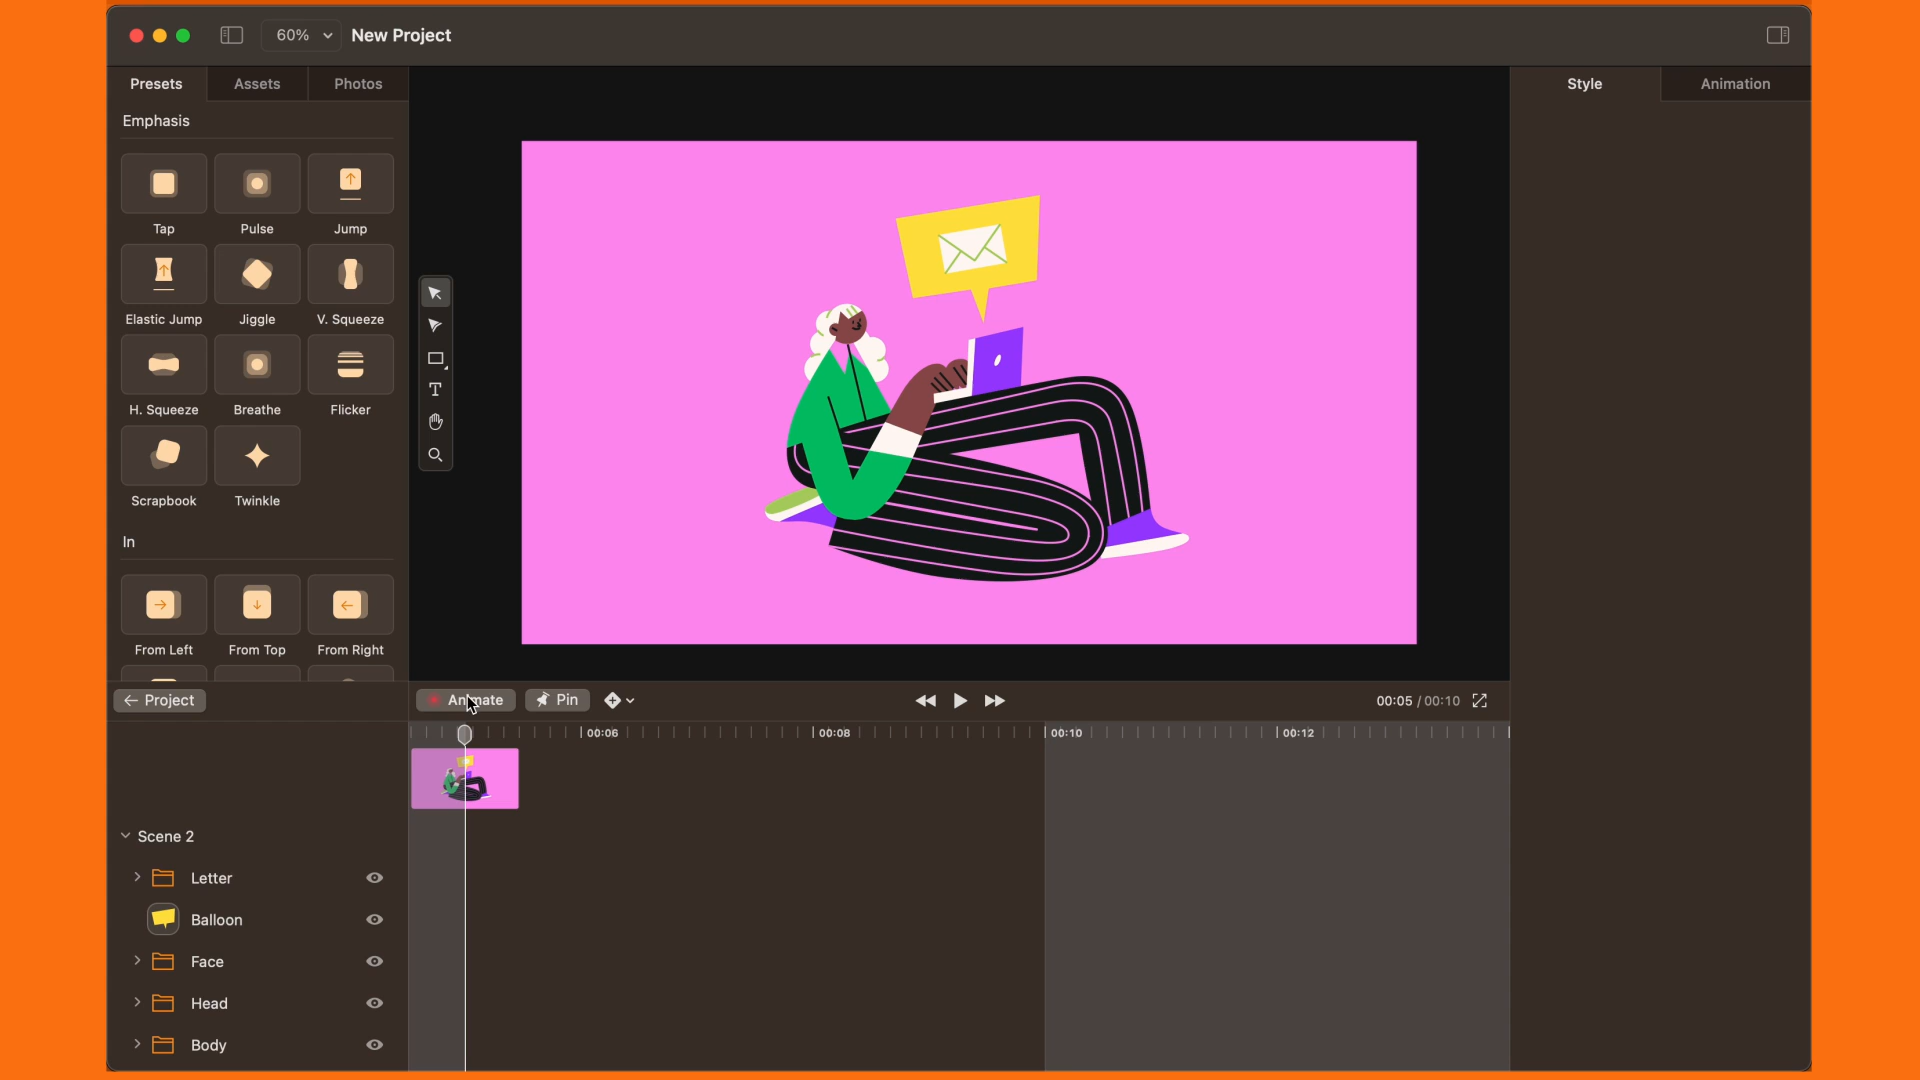 60% New Project
Presets Assets Photos
Style Animation
Emphasis
Tap Pulse Jump
Elastic Jump Jiggle V. Squeeze
H. Squeeze Breathe Flicker
Scrapbook Twinkle
In
From Left From Top From Right
Project
Animate Pin
00:05 / 00:10
00:06 00:08 00:10 00:12
Scene 2
Letter
Balloon
Face
Head
Body